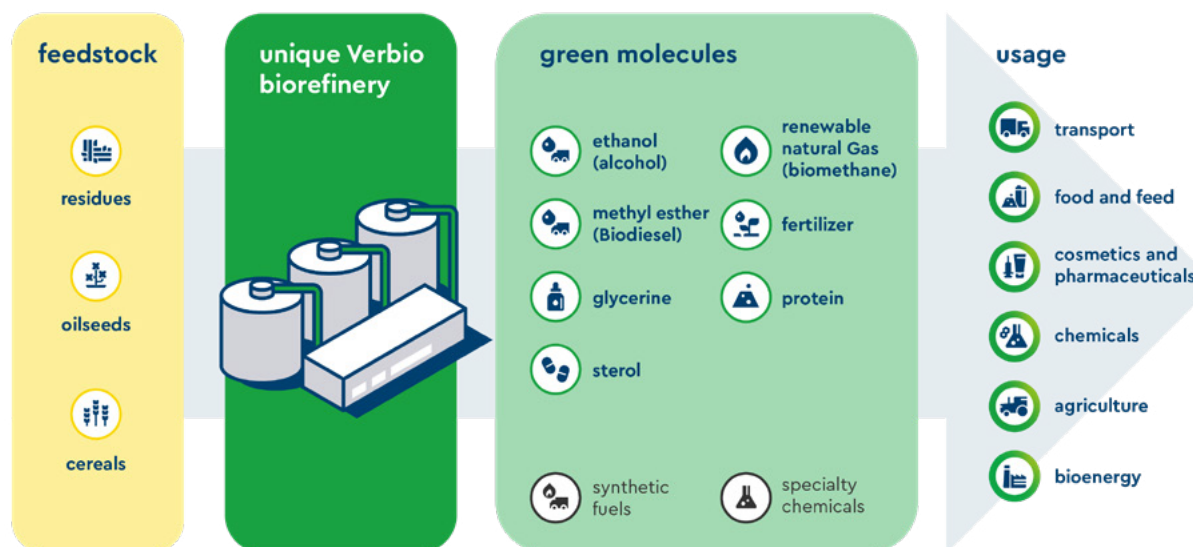 feedstock
residues
oilseeds
cereals
unique Verbio
biorefinery
green molecules
ethanol
(alcohol)
methyl esther
(Biodiesel)
glycerine
sterol
renewable
natural Gas
(biomethane)
fertilizer
protein
synthetic
fuels
specialty
chemicals
usage
transport
food and feed
cosmetics and
pharmaceuticals
chemicals
agriculture
bioenergy